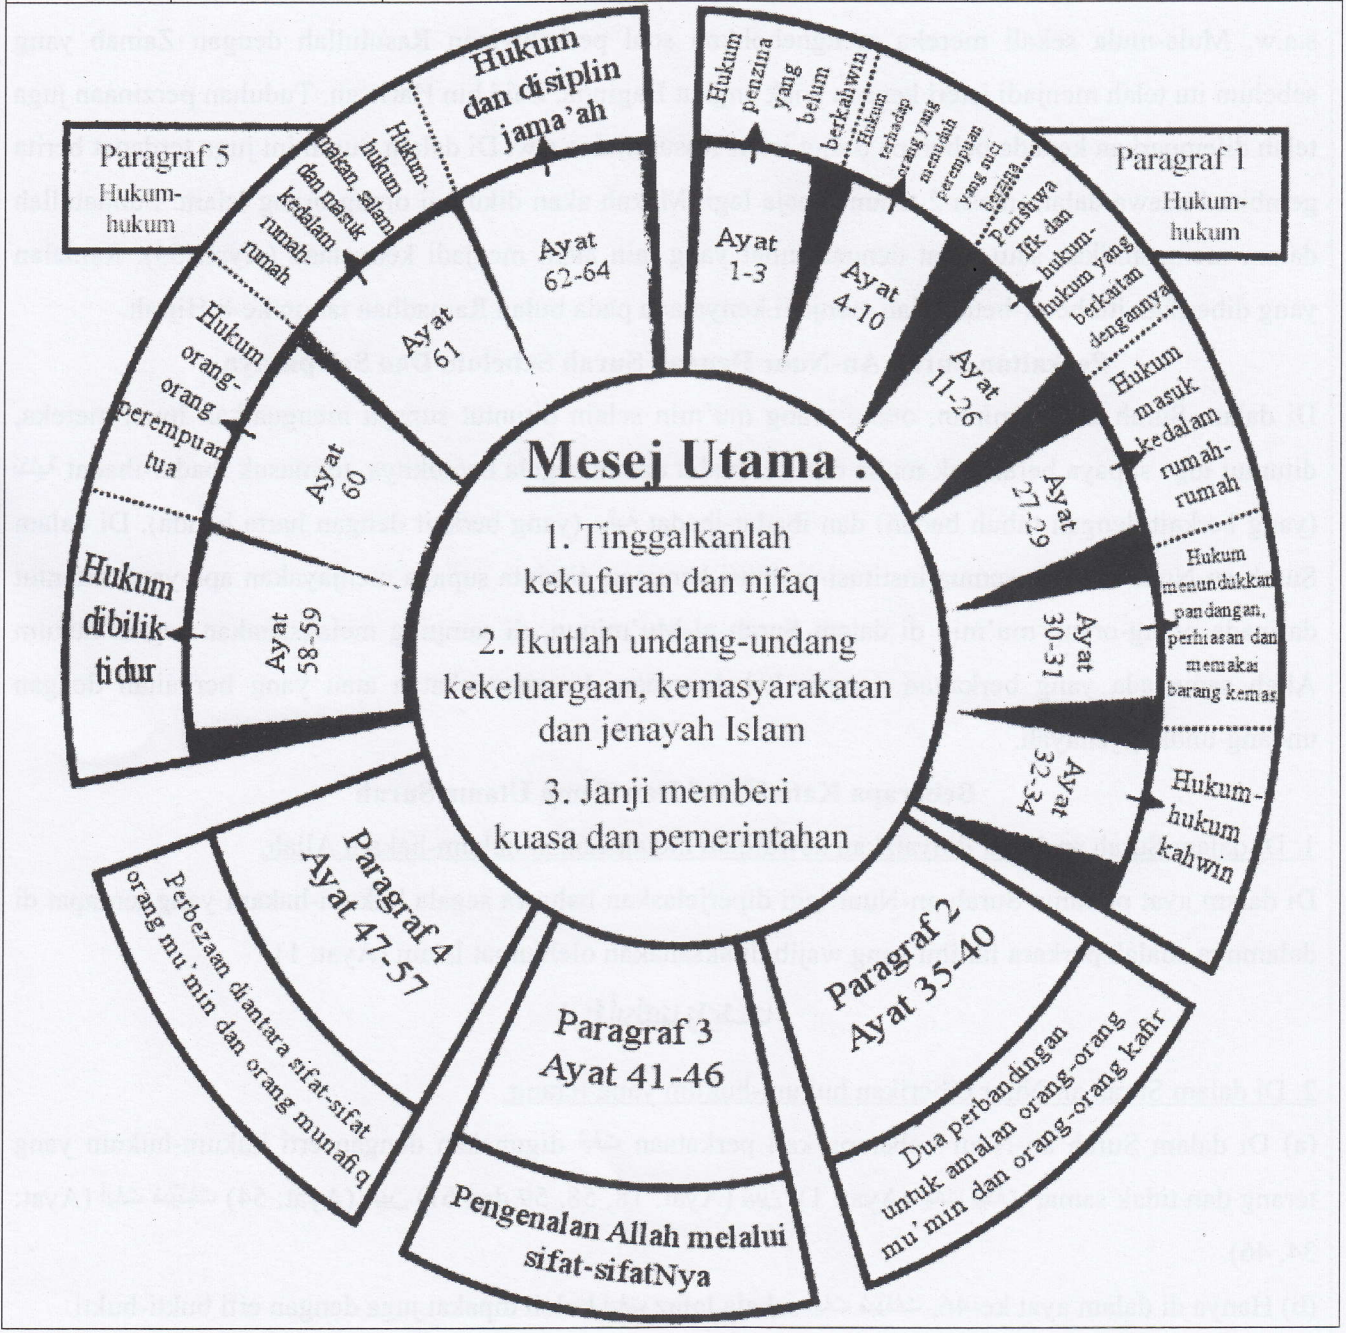 Mesej Utama :
1. Tinggalkanlah
kekufuran dan nifaq
2. Ikutlah undang-undang
kekeluargaan, kemasyarakatan
dan jenayah Islam
3. Janji memberi
kuasa dan pemerintahan
Paragraf 1
Hukum-
hukum
Hukum
penzina
yang
belum
berkahwin
Ayat
1-3
Hukum
terhadap
orang yang
menuduh
perempuan
yang suci
berzina
Ayat
4-10
Peristiwa
ifik dan
hukum-
hukum yang
berkaitan
dengannya
Ayat
11-26
Hukum
masuk
kedalam
rumah-
rumah
Ayat
27-29
Hukum
menundukkan
pandangan,
perhiasan dan
memakai
barang kemas
Ayat
30-31
Hukum-
hukum
kahwin
Ayat
32-34
Paragraf 2
Ayat 35-40
Dua perbandingan
untuk amalan orang-orang
mu'min dan orang-orang kafir
Paragraf 3
Ayat 41-46
Pengenalan Allah melalui
sifat-sifatNya
Paragraf 4
Ayat 47-57
Perbezaan diantara sifat-sifat
orang mu'min dan orang munafiq
Paragraf 5
Hukum-
hukum
Hukum
dibilik
tidur
Ayat
58-59
Hukum
orang-
orang
perempuan
tua
Ayat
60
Hukum
hukum
makan
dan masuk
kedalam
rumah-
rumah
Ayat
61
Hukum
dan disiplin
jama'ah
Ayat
62-64